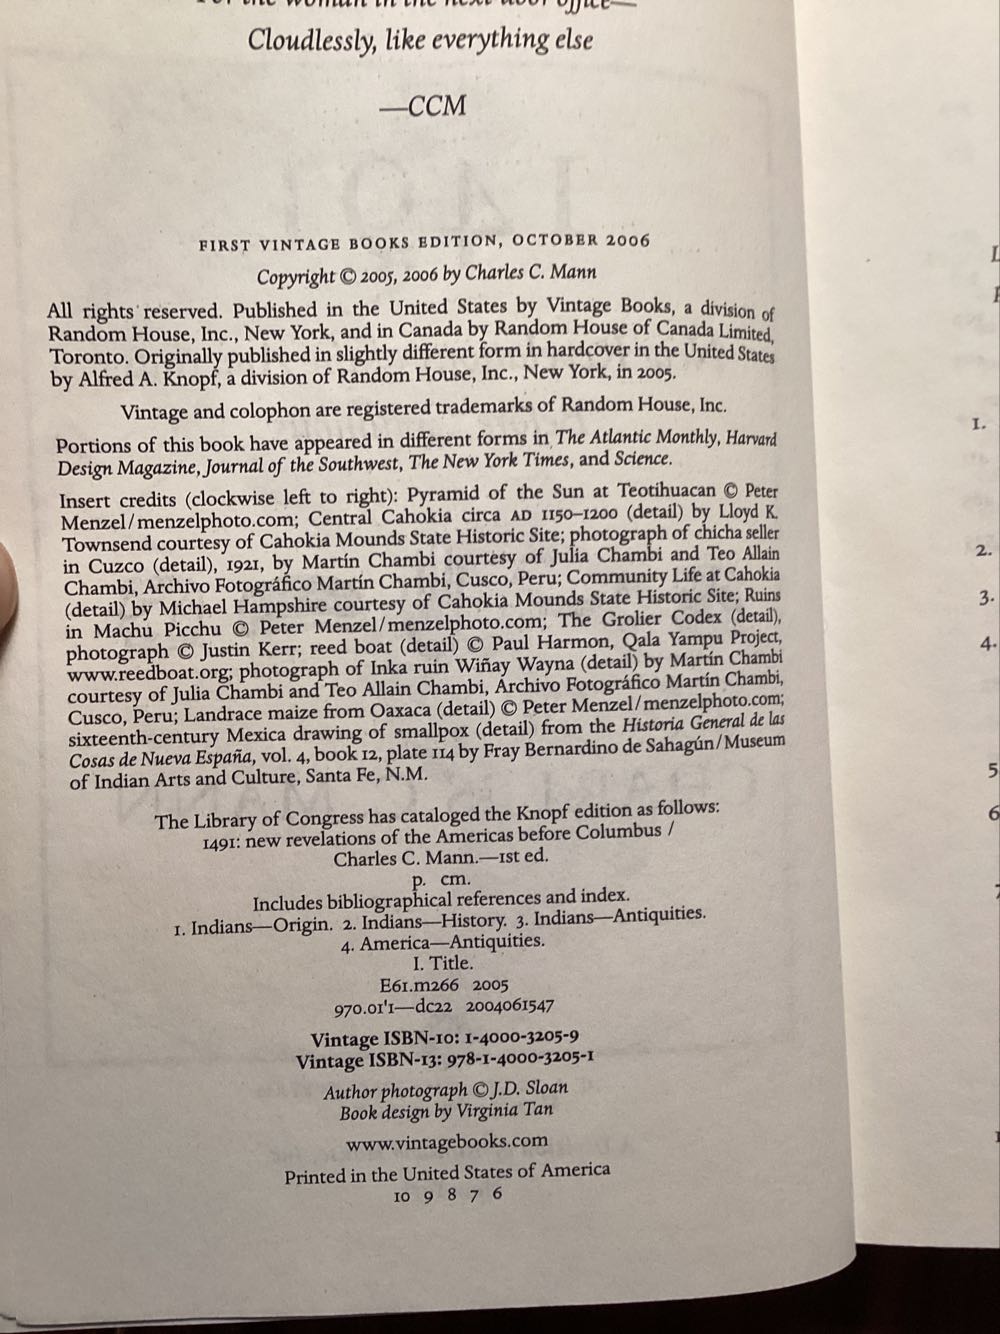 For the woman in the next-door office—
Cloudlessly, like everything else
—CCM
FIRST VINTAGE BOOKS EDITION, OCTOBER 2006
Copyright © 2005, 2006 by Charles C. Mann
All rights reserved. Published in the United States by Vintage Books, a division of
Random House, Inc., New York, and in Canada by Random House of Canada Limited,
Toronto. Originally published in slightly different form in hardcover in the United States
by Alfred A. Knopf, a division of Random House, Inc., New York, in 2005.
Vintage and colophon are registered trademarks of Random House, Inc.
Portions of this book have appeared in different forms in The Atlantic Monthly, Harvard
Design Magazine, Journal of the Southwest, The New York Times, and Science.
Insert credits (clockwise left to right): Pyramid of the Sun at Teotihuacan © Peter
Menzel/menzelphoto.com; Central Cahokia circa AD 1150–1200 (detail) by Lloyd K.
Townsend courtesy of Cahokia Mounds State Historic Site; photograph of chicha seller
in Cuzco (detail), 1921, by Martín Chambi courtesy of Julia Chambi and Teo Allain
Chambi, Archivo Fotográfico Martín Chambi, Cusco, Peru; Community Life at Cahokia
(detail) by Michael Hampshire courtesy of Cahokia Mounds State Historic Site; Ruins
in Machu Picchu © Peter Menzel/menzelphoto.com; The Grolier Codex (detail),
photograph © Justin Kerr; reed boat (detail) © Paul Harmon, Qala Yampu Project,
www.reedboat.org; photograph of Inka ruin Wiñay Wayna (detail) by Martín Chambi
courtesy of Julia Chambi and Teo Allain Chambi, Archivo Fotográfico Martín Chambi,
Cusco, Peru; Landrace maize from Oaxaca (detail) © Peter Menzel/menzelphoto.com;
sixteenth-century Mexica drawing of smallpox (detail) from the Historia General de las
Cosas de Nueva España, vol. 4, book 12, plate 114 by Fray Bernardino de Sahagún/Museum
of Indian Arts and Culture, Santa Fe, N.M.
The Library of Congress has cataloged the Knopf edition as follows:
1491: new revelations of the Americas before Columbus /
Charles C. Mann.—1st ed.
p. cm.
Includes bibliographical references and index.
1. Indians—Origin. 2. Indians—History. 3. Indians—Antiquities.
4. America—Antiquities.
I. Title.
E61.m266 2005
970.01'1—dc22 2004061547
Vintage ISBN-10: 1-4000-3205-9
Vintage ISBN-13: 978-1-4000-3205-1
Author photograph © J.D. Sloan
Book design by Virginia Tan
www.vintagebooks.com
Printed in the United States of America
10 9 8 7 6
1.
2.
3.
4.
5
6